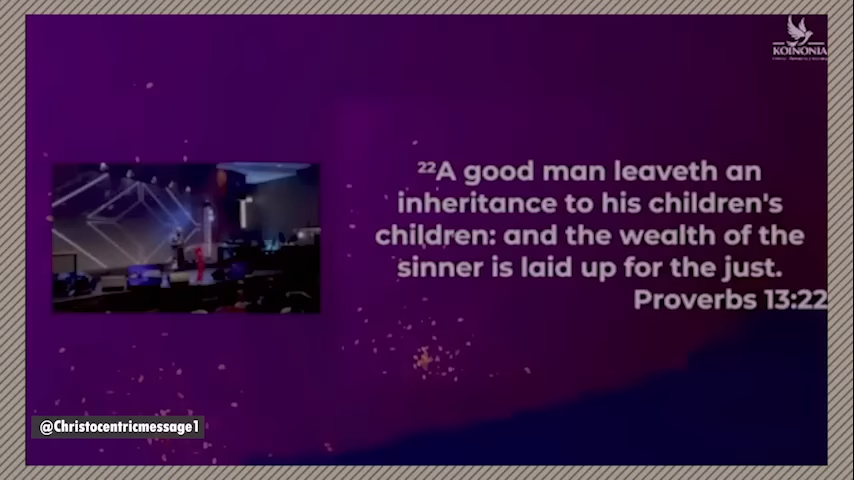 KOINONIA
²²A good man leaveth an
inheritance to his children's
children: and the wealth of the
sinner is laid up for the just.
Proverbs 13:22
@Christocentricmessage1